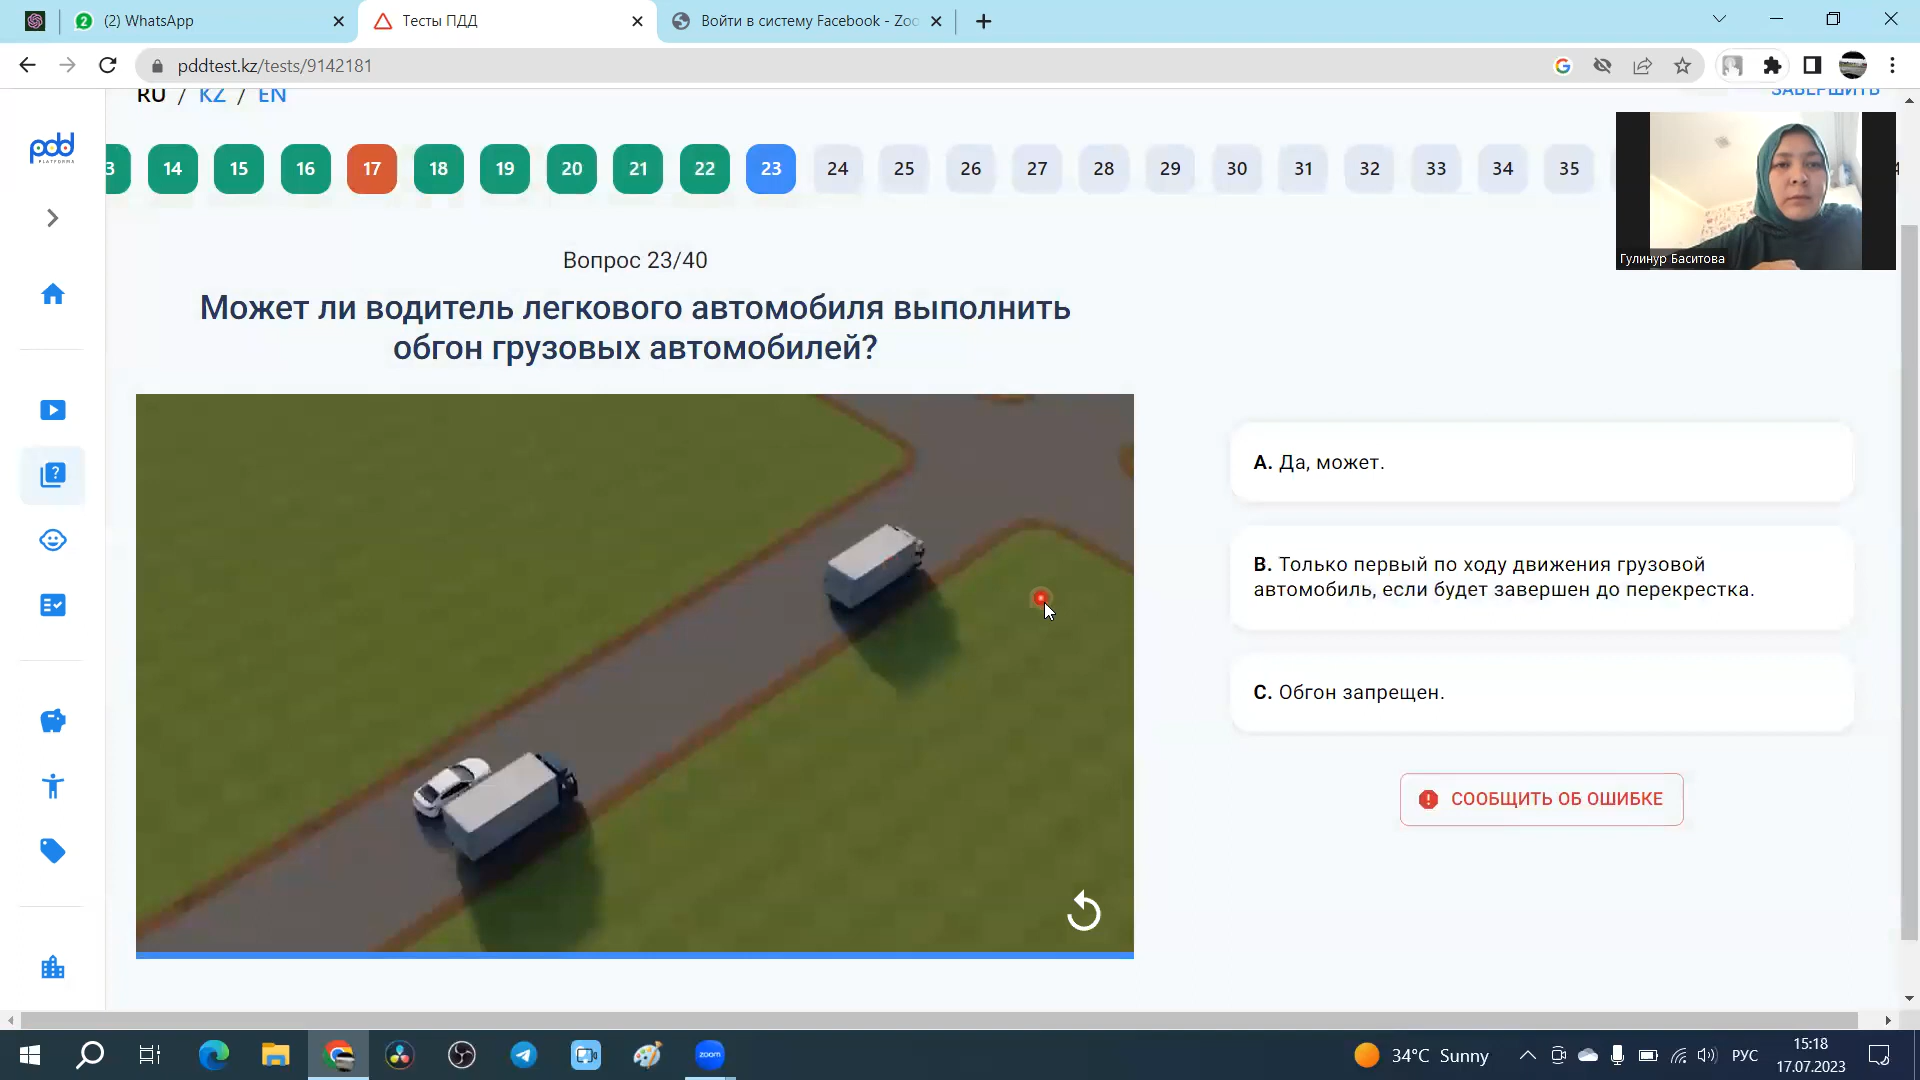 (2) WhatsApp
Тесты ПДД
Войти в систему Facebook - Zoo
pddtest.kz/tests/9142181
RU / KZ / EN
ЗАВЕРШИТЬ
pdd
PLATFORMS
3 14 15 16 17 18 19 20 21 22 23 24 25 26 27 28 29 30 31 32 33 34 35
Гулинур Баситова
Вопрос 23/40
Может ли водитель легкового автомобиля выполнить
обгон грузовых автомобилей?
A. Да, может.
B. Только первый по ходу движения грузовой
автомобиль, если будет завершен до перекрестка.
C. Обгон запрещен.
СООБЩИТЬ ОБ ОШИБКЕ
zoom
34°C Sunny
РУС
15:18
17.07.2023